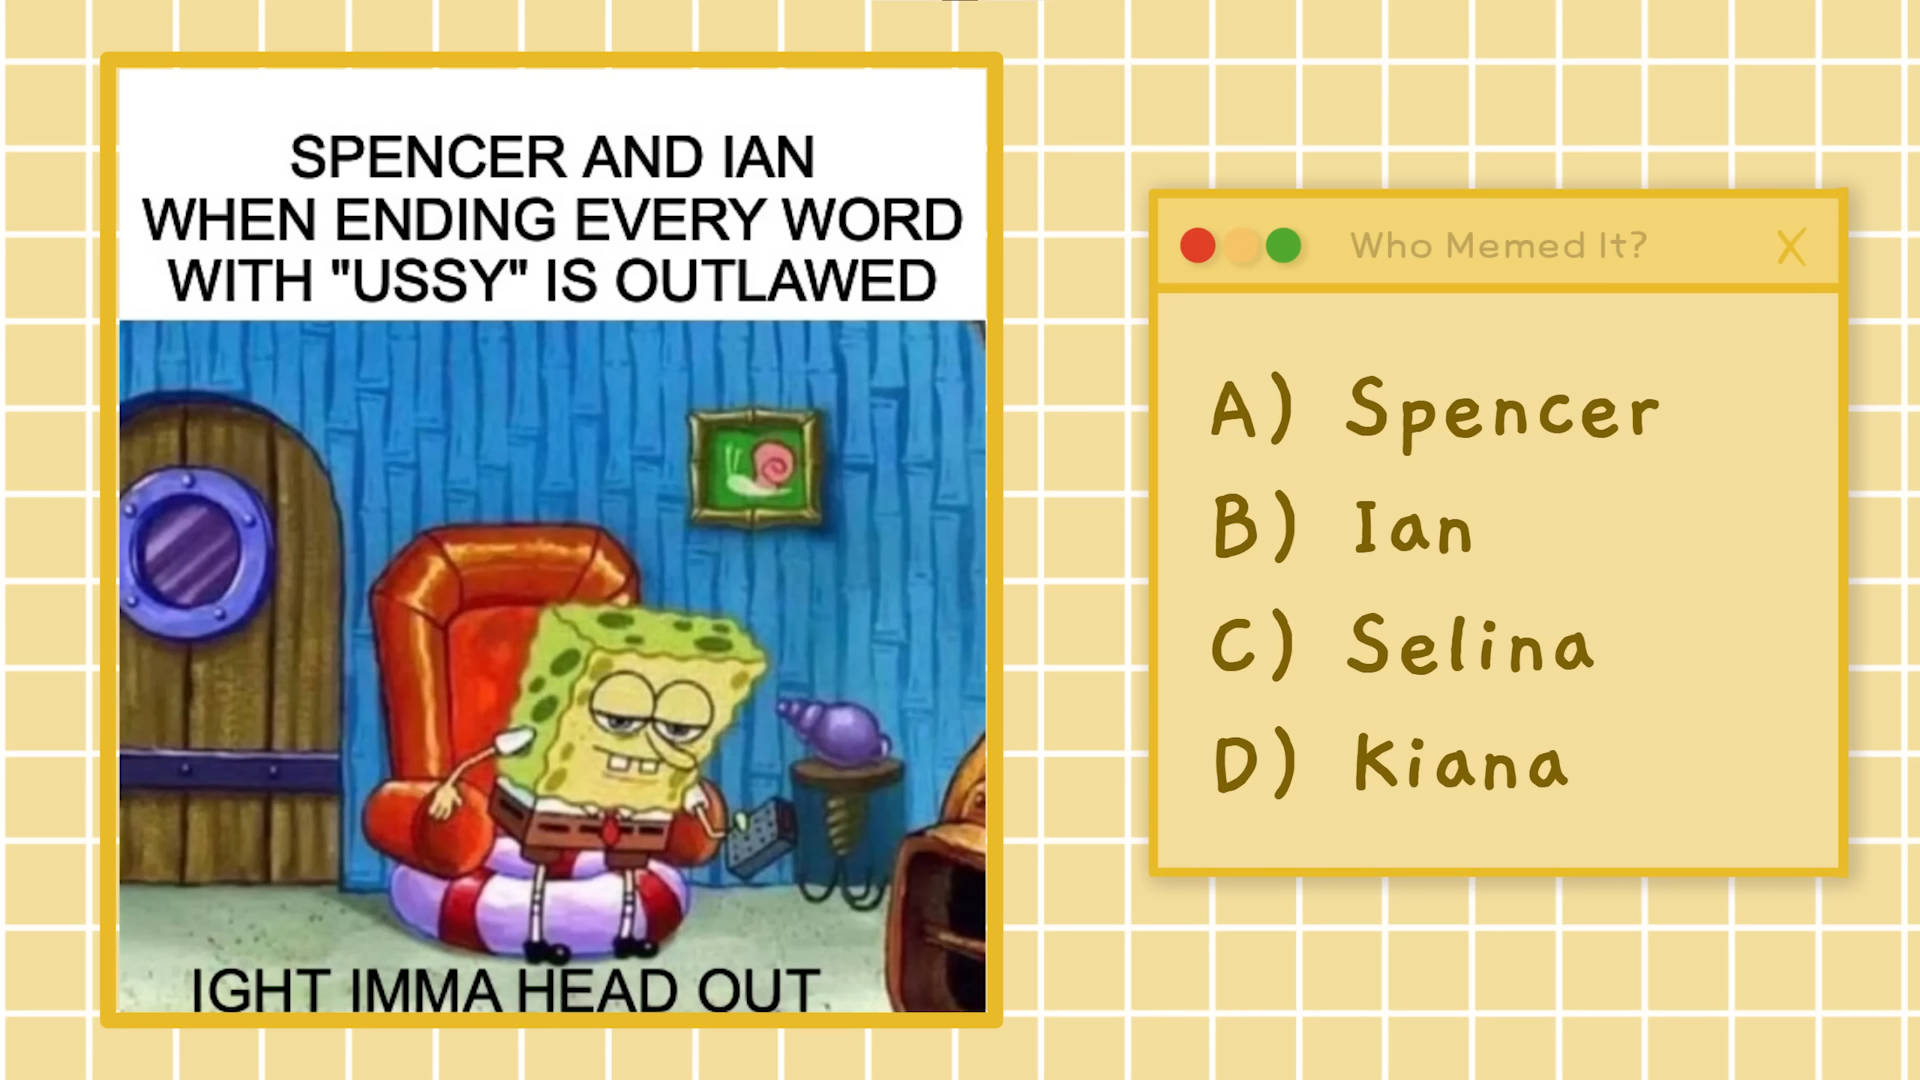 SPENCER AND IAN
WHEN ENDING EVERY WORD
WITH "USSY" IS OUTLAWED
IGHT IMMA HEAD OUT
Who Memed It?
X
A) Spencer
B) Ian
C) Selina
D) Kiana